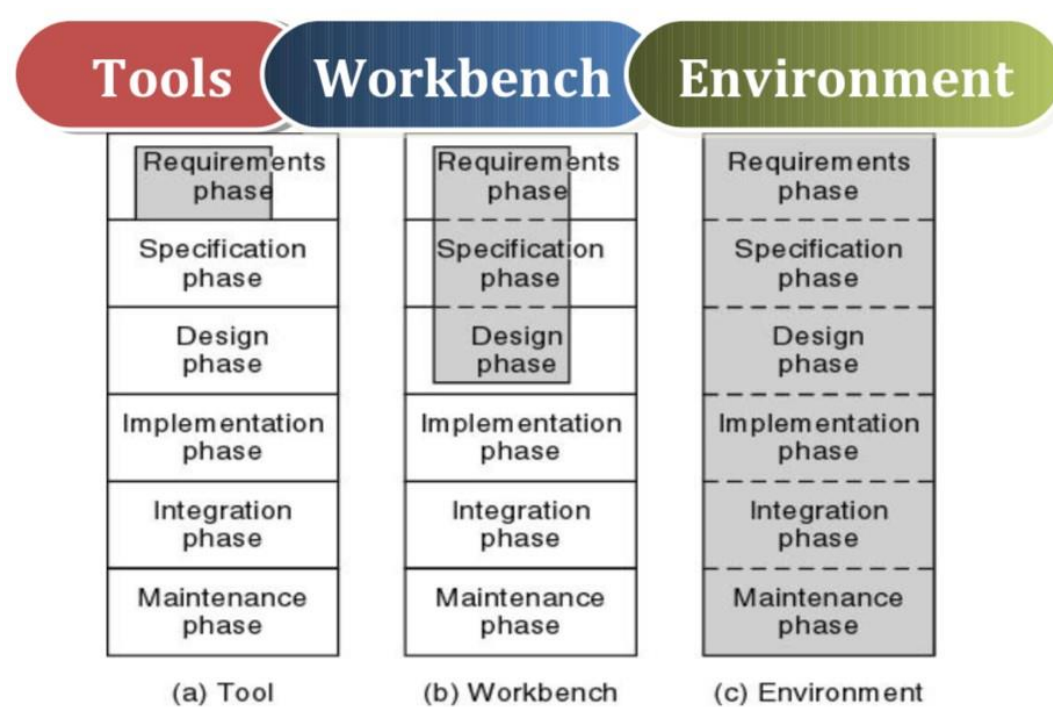 Tools Workbench Environment
Requirements
phase
Specification
phase
Design
phase
Implementation
phase
Integration
phase
Maintenance
phase
(a) Tool
Requirements
phase
Specification
phase
Design
phase
Implementation
phase
Integration
phase
Maintenance
phase
(b) Workbench
Requirements
phase
Specification
phase
Design
phase
Implementation
phase
Integration
phase
Maintenance
phase
(c) Environment